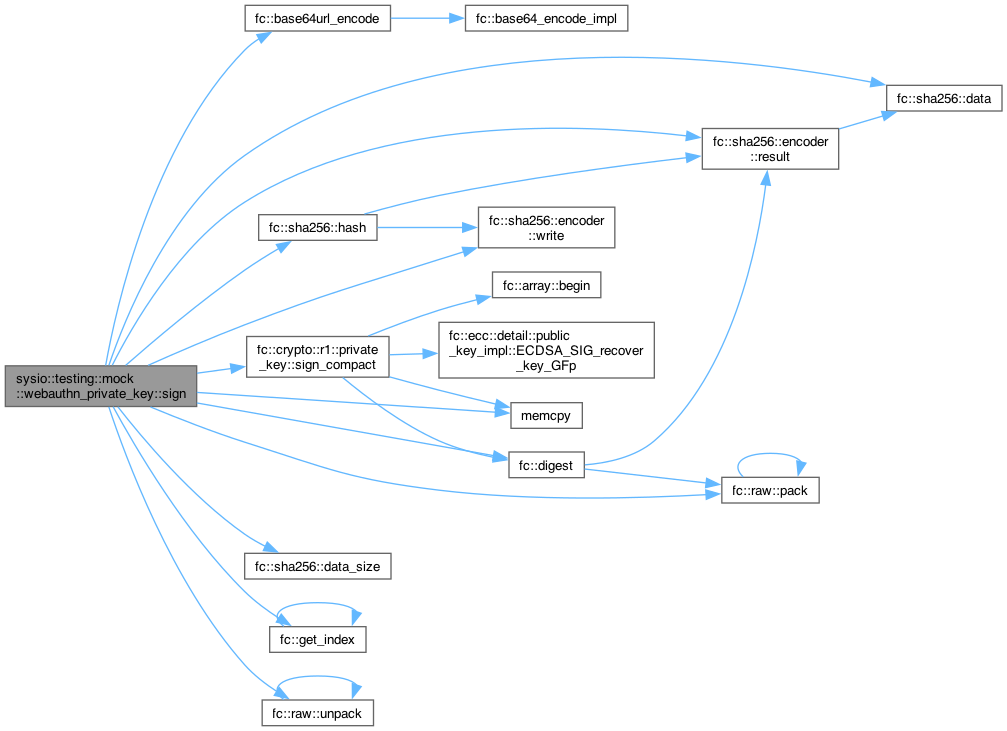 fc::base64url_encode
fc::base64_encode_impl
fc::sha256::data
fc::sha256::encoder
::result
fc::sha256::hash
fc::sha256::encoder
::write
fc::array::begin
fc::crypto::r1::private
_key::sign_compact
fc::ecc::detail::public
_key_impl::ECDSA_SIG_recover
_key_GFp
sysio::testing::mock
::webauthn_private_key::sign
memcpy
fc::digest
fc::raw::pack
fc::sha256::data_size
fc::get_index
fc::raw::unpack